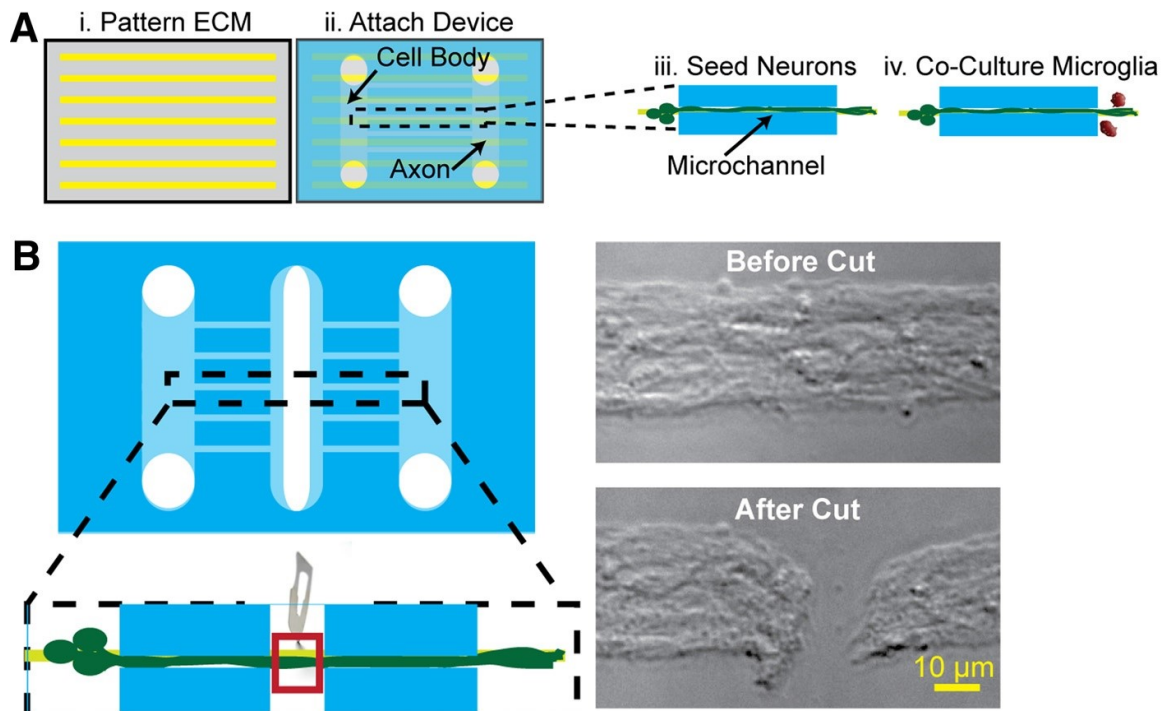 A
i. Pattern ECM
ii. Attach Device
Cell Body
Axon
iii. Seed Neurons
iv. Co-Culture Microglia
Microchannel
B
Before Cut
After Cut
10 µm